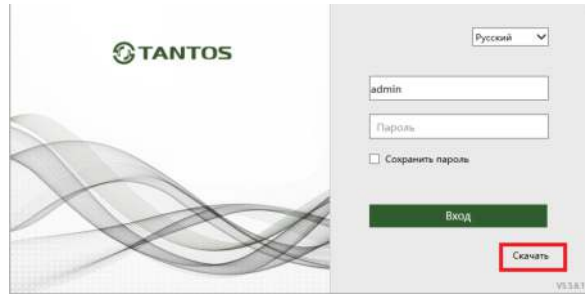 TANTOS
Русский
admin
Пароль
Сохранить пароль
Вход
Скачать